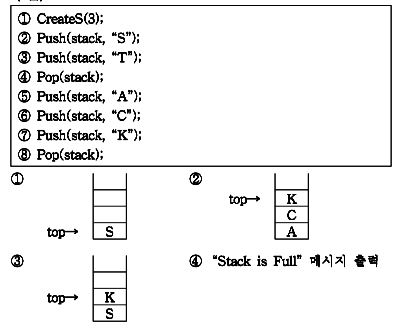 ① CreateS(3);
② Push(stack, “S”);
③ Push(stack, “T”);
④ Pop(stack);
⑤ Push(stack, “A”);
⑥ Push(stack, “C”);
⑦ Push(stack, “K”);
⑧ Pop(stack);
① ②
top→ K
C
top→ S A
③ ④ “Stack is Full” 메시지 출력
top→ K
S